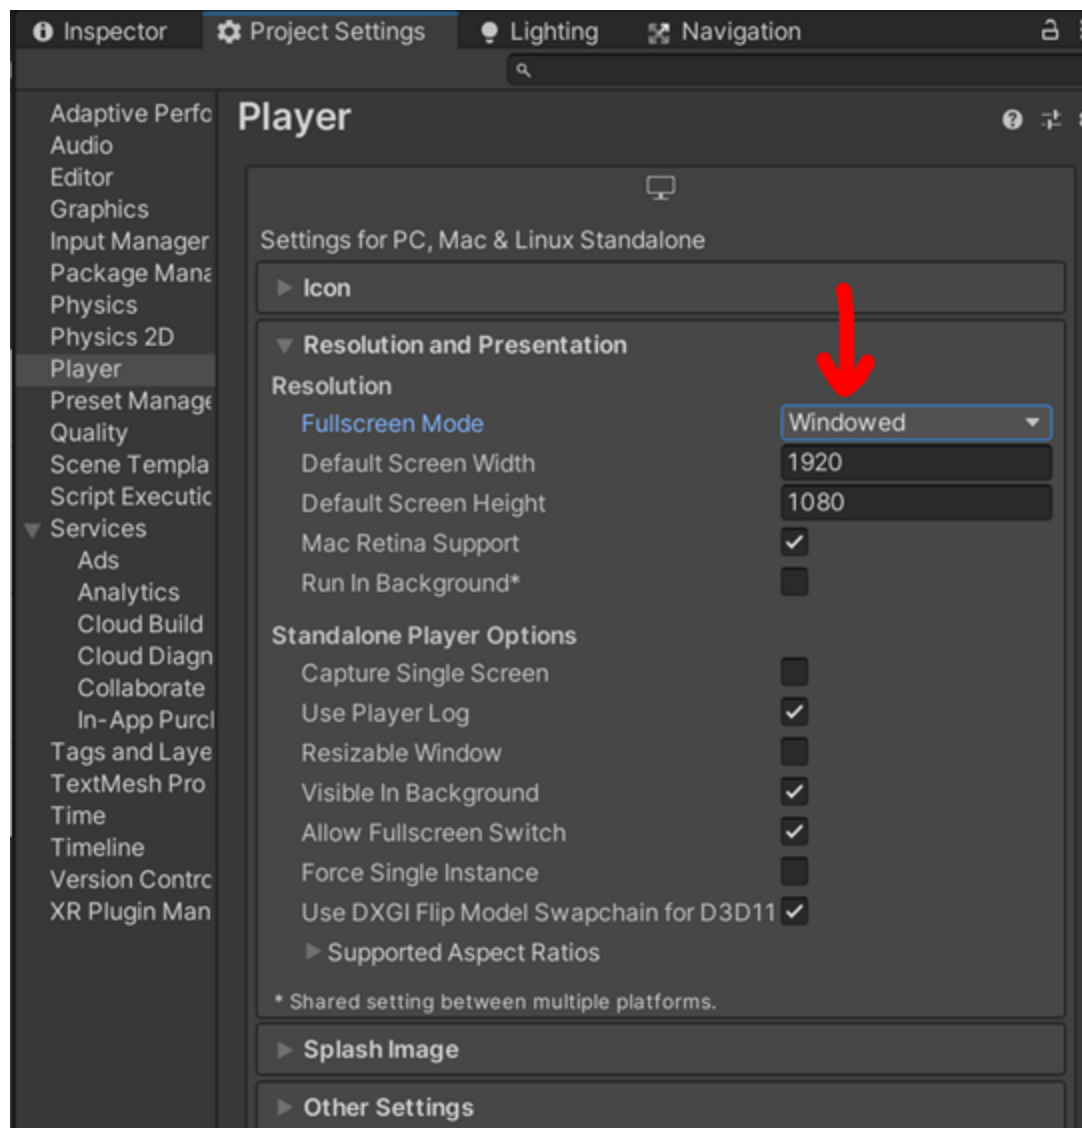 Inspector Project Settings Lighting Navigation
Adaptive Perfo
Audio
Editor
Graphics
Input Manager
Package Mana
Physics
Physics 2D
Player
Preset Manage
Quality
Scene Templa
Script Executic
Services
Ads
Analytics
Cloud Build
Cloud Diagn
Collaborate
In-App Purcl
Tags and Laye
TextMesh Pro
Time
Timeline
Version Contro
XR Plugin Man
Player
Settings for PC, Mac & Linux Standalone
Icon
Resolution and Presentation
Resolution
Fullscreen Mode Windowed
Default Screen Width 1920
Default Screen Height 1080
Mac Retina Support
Run In Background*
Standalone Player Options
Capture Single Screen
Use Player Log
Resizable Window
Visible In Background
Allow Fullscreen Switch
Force Single Instance
Use DXGI Flip Model Swapchain for D3D11
Supported Aspect Ratios
* Shared setting between multiple platforms.
Splash Image
Other Settings